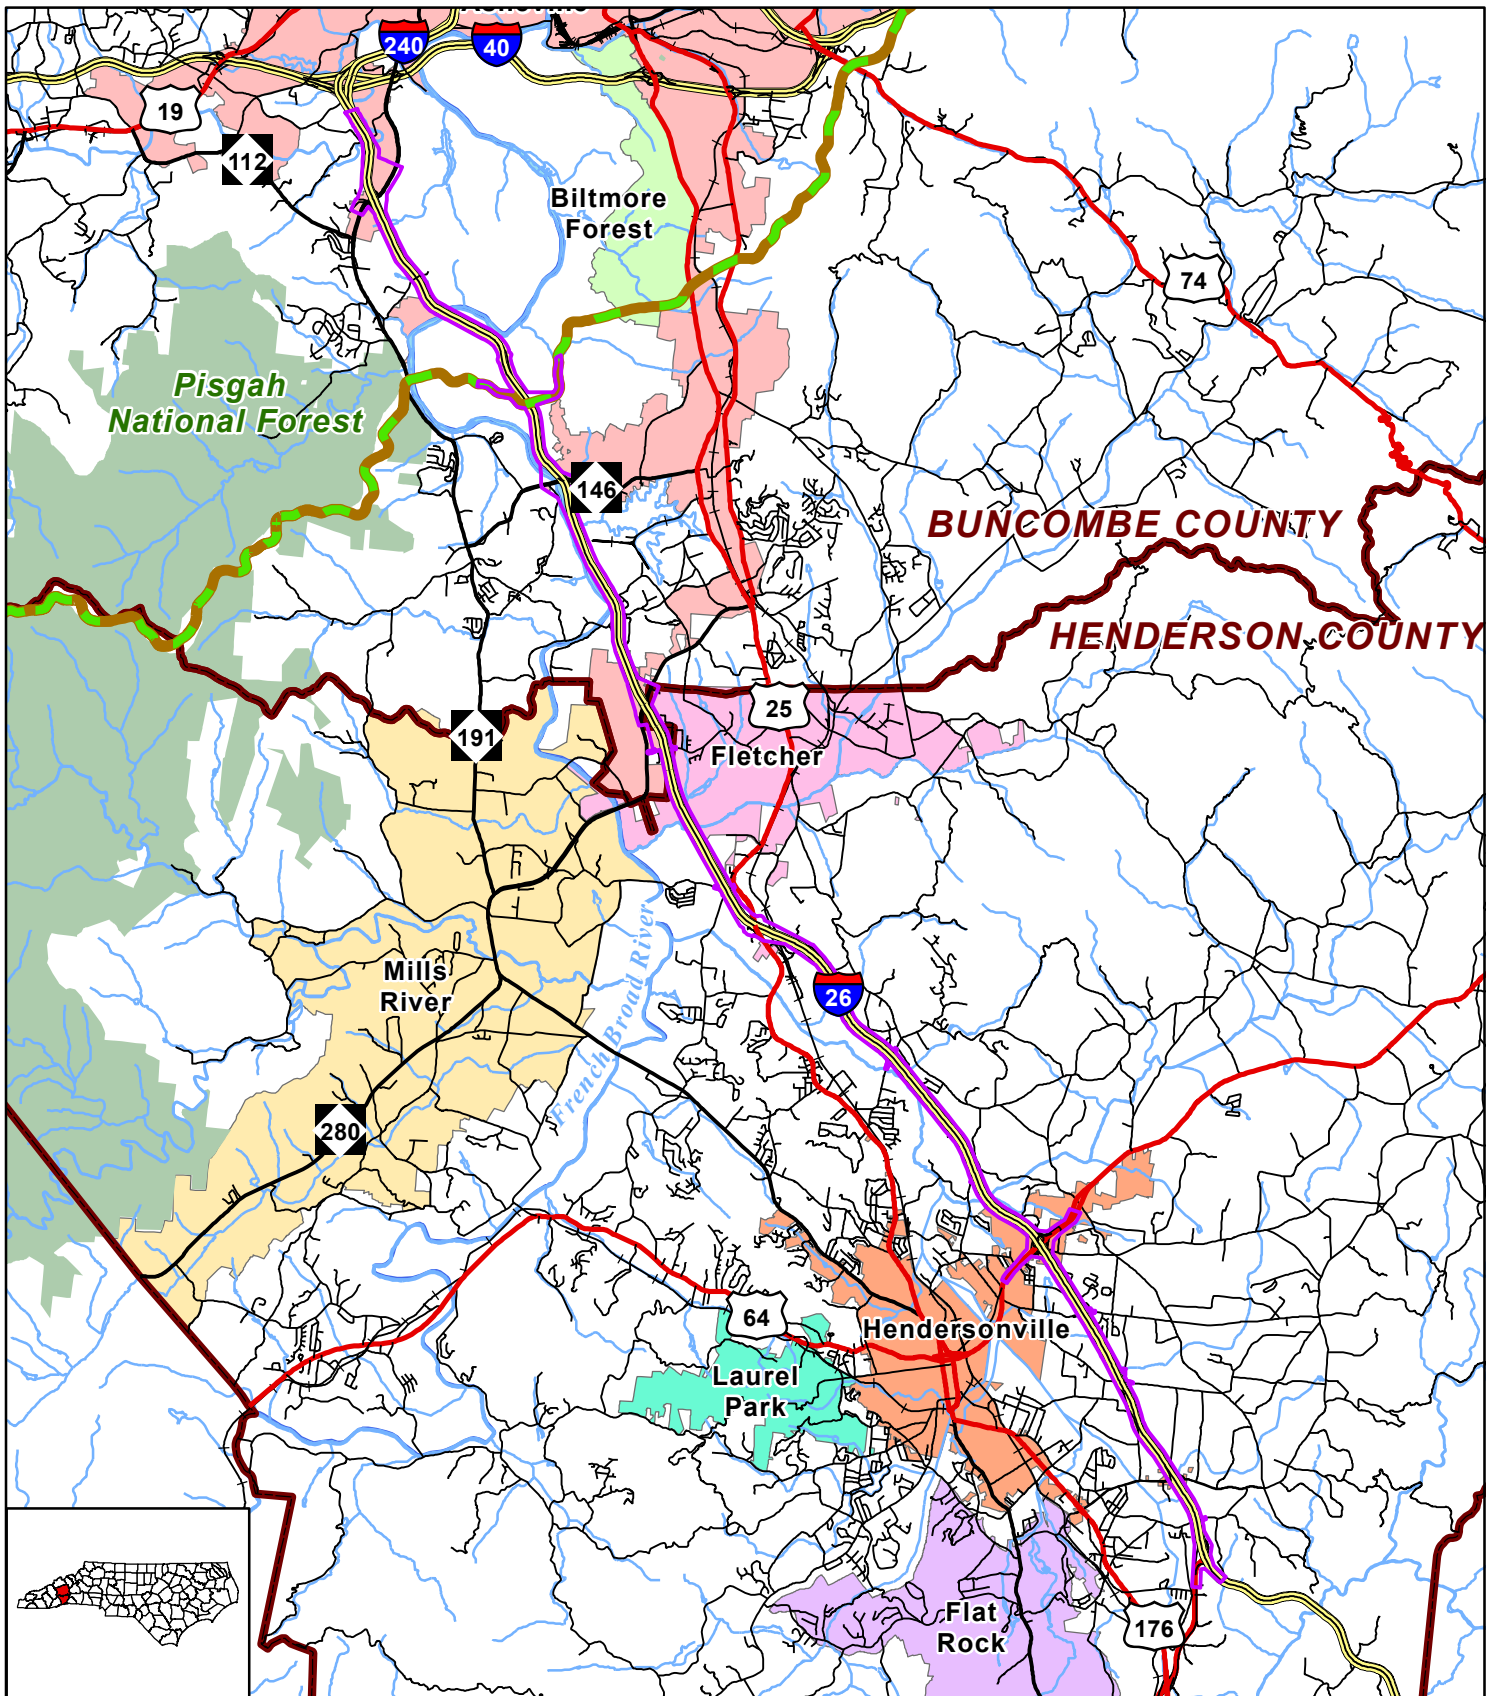 Asheville
240
40
19
112
Biltmore
Forest
74
Pisgah
National Forest
146
BUNCOMBE COUNTY
HENDERSON COUNTY
25
191
Fletcher
Mills
River
French Broad River
26
280
64
Hendersonville
Laurel
Park
Flat
Rock
176